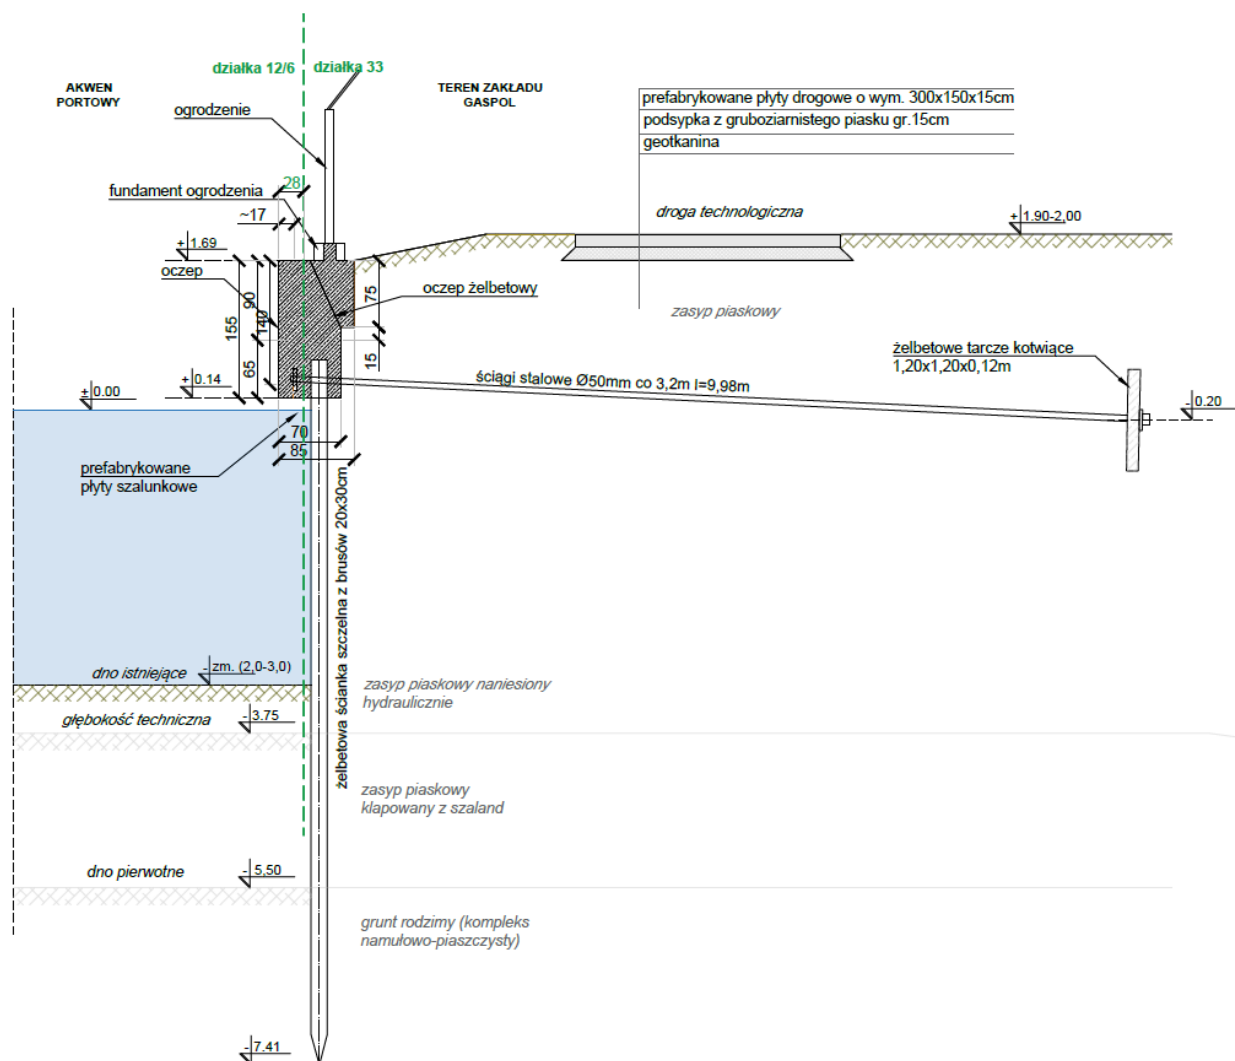 działka 12/6
działka 33
AKWEN
PORTOWY
TEREN ZAKŁADU
GASPOL
ogrodzenie
prefabrykowane płyty drogowe o wym. 300x150x15cm
podsypka z gruboziarnistego piasku gr.15cm
geotkanina
28
fundament ogrodzenia
~17
droga technologiczna
+ 1.90-2,00
+ 1.69
oczep
oczep żelbetowy
155
90
140
65
75
15
zasyp piaskowy
żelbetowe tarcze kotwiące
1,20x1,20x0,12m
ściągi stalowe Ø50mm co 3,2m l=9,98m
+ 0.14
+ 0.00
- 0.20
70
85
prefabrykowane
płyty szalunkowe
żelbetowa ścianka szczelna z brusów 20x30cm
dno istniejące
- zm. (2,0-3,0)
zasyp piaskowy naniesiony
hydraulicznie
głębokość techniczna
- 3.75
zasyp piaskowy
klapowany z szaland
dno pierwotne
- 5,50
grunt rodzimy (kompleks
namułowo-piaszczysty)
- 7.41